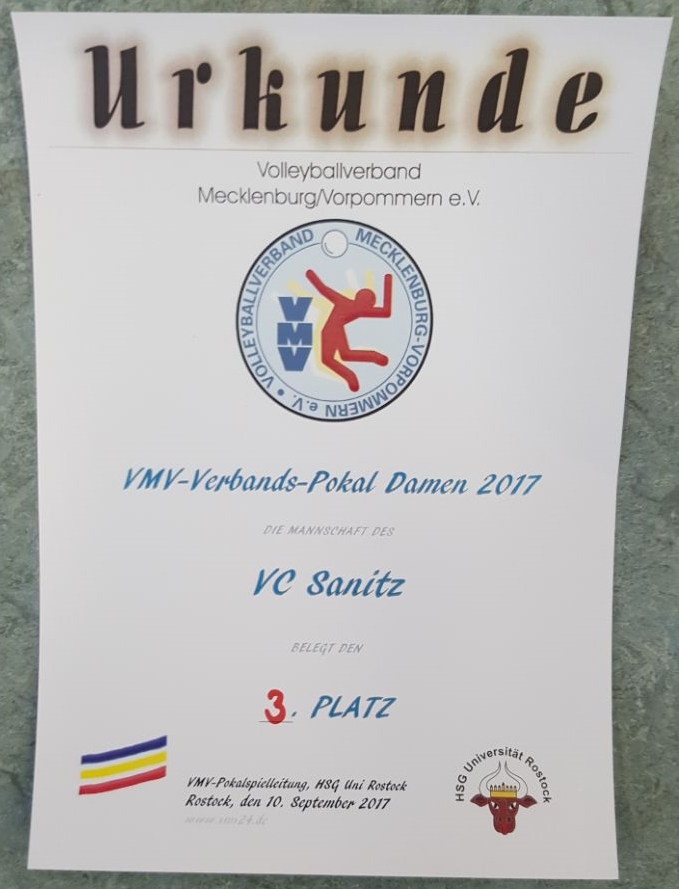 Urkunde
Volleyballverband
Mecklenburg/Vorpommern e.V.
VOLLEYBALLVERBAND MECKLENBURG-VORPOMMERN e.V.
VMV
VMV-Verbands-Pokal Damen 2017
DIE MANNSCHAFT DES
VC Sanitz
BELEGT DEN
3. PLATZ
VMV-Pokalspielleitung, HSG Uni Rostock
Rostock, den 10. September 2017
HSG Universität Rostock